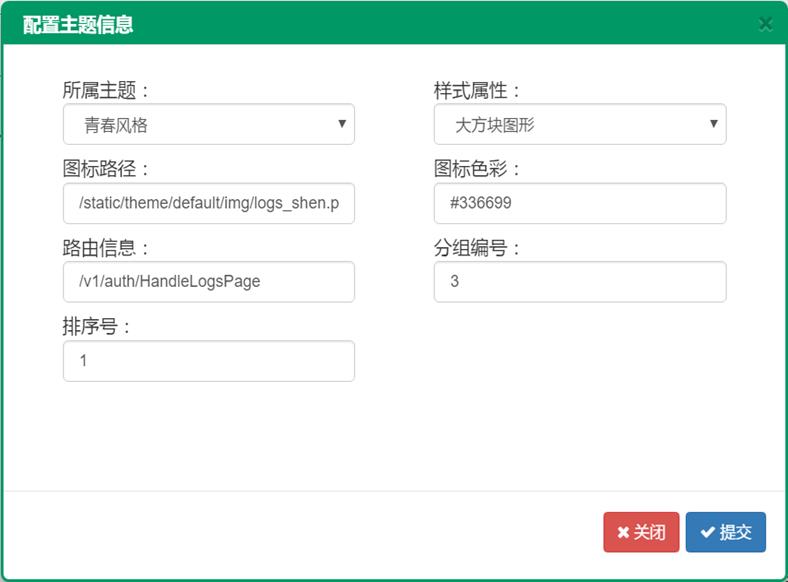 配置主题信息
所属主题：
样式属性：
青春风格
大方块图形
图标路径：
图标色彩：
/static/theme/default/img/logs_shen.p
#336699
路由信息：
分组编号：
/v1/auth/HandleLogsPage
3
排序号：
1
关闭
提交